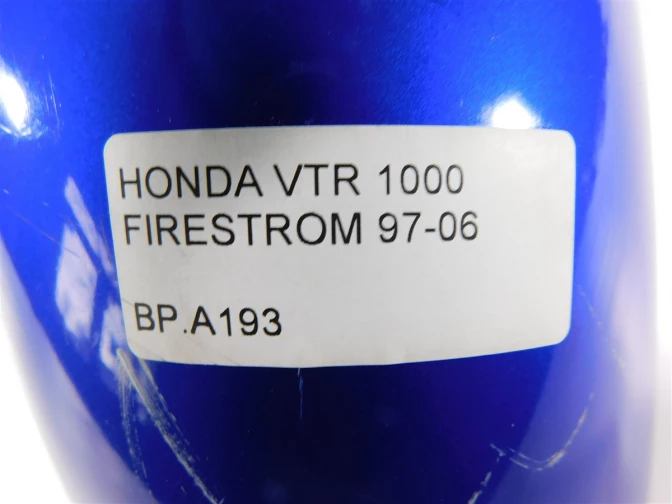 HONDA VTR 1000
FIRESTROM 97-06
BP.A193